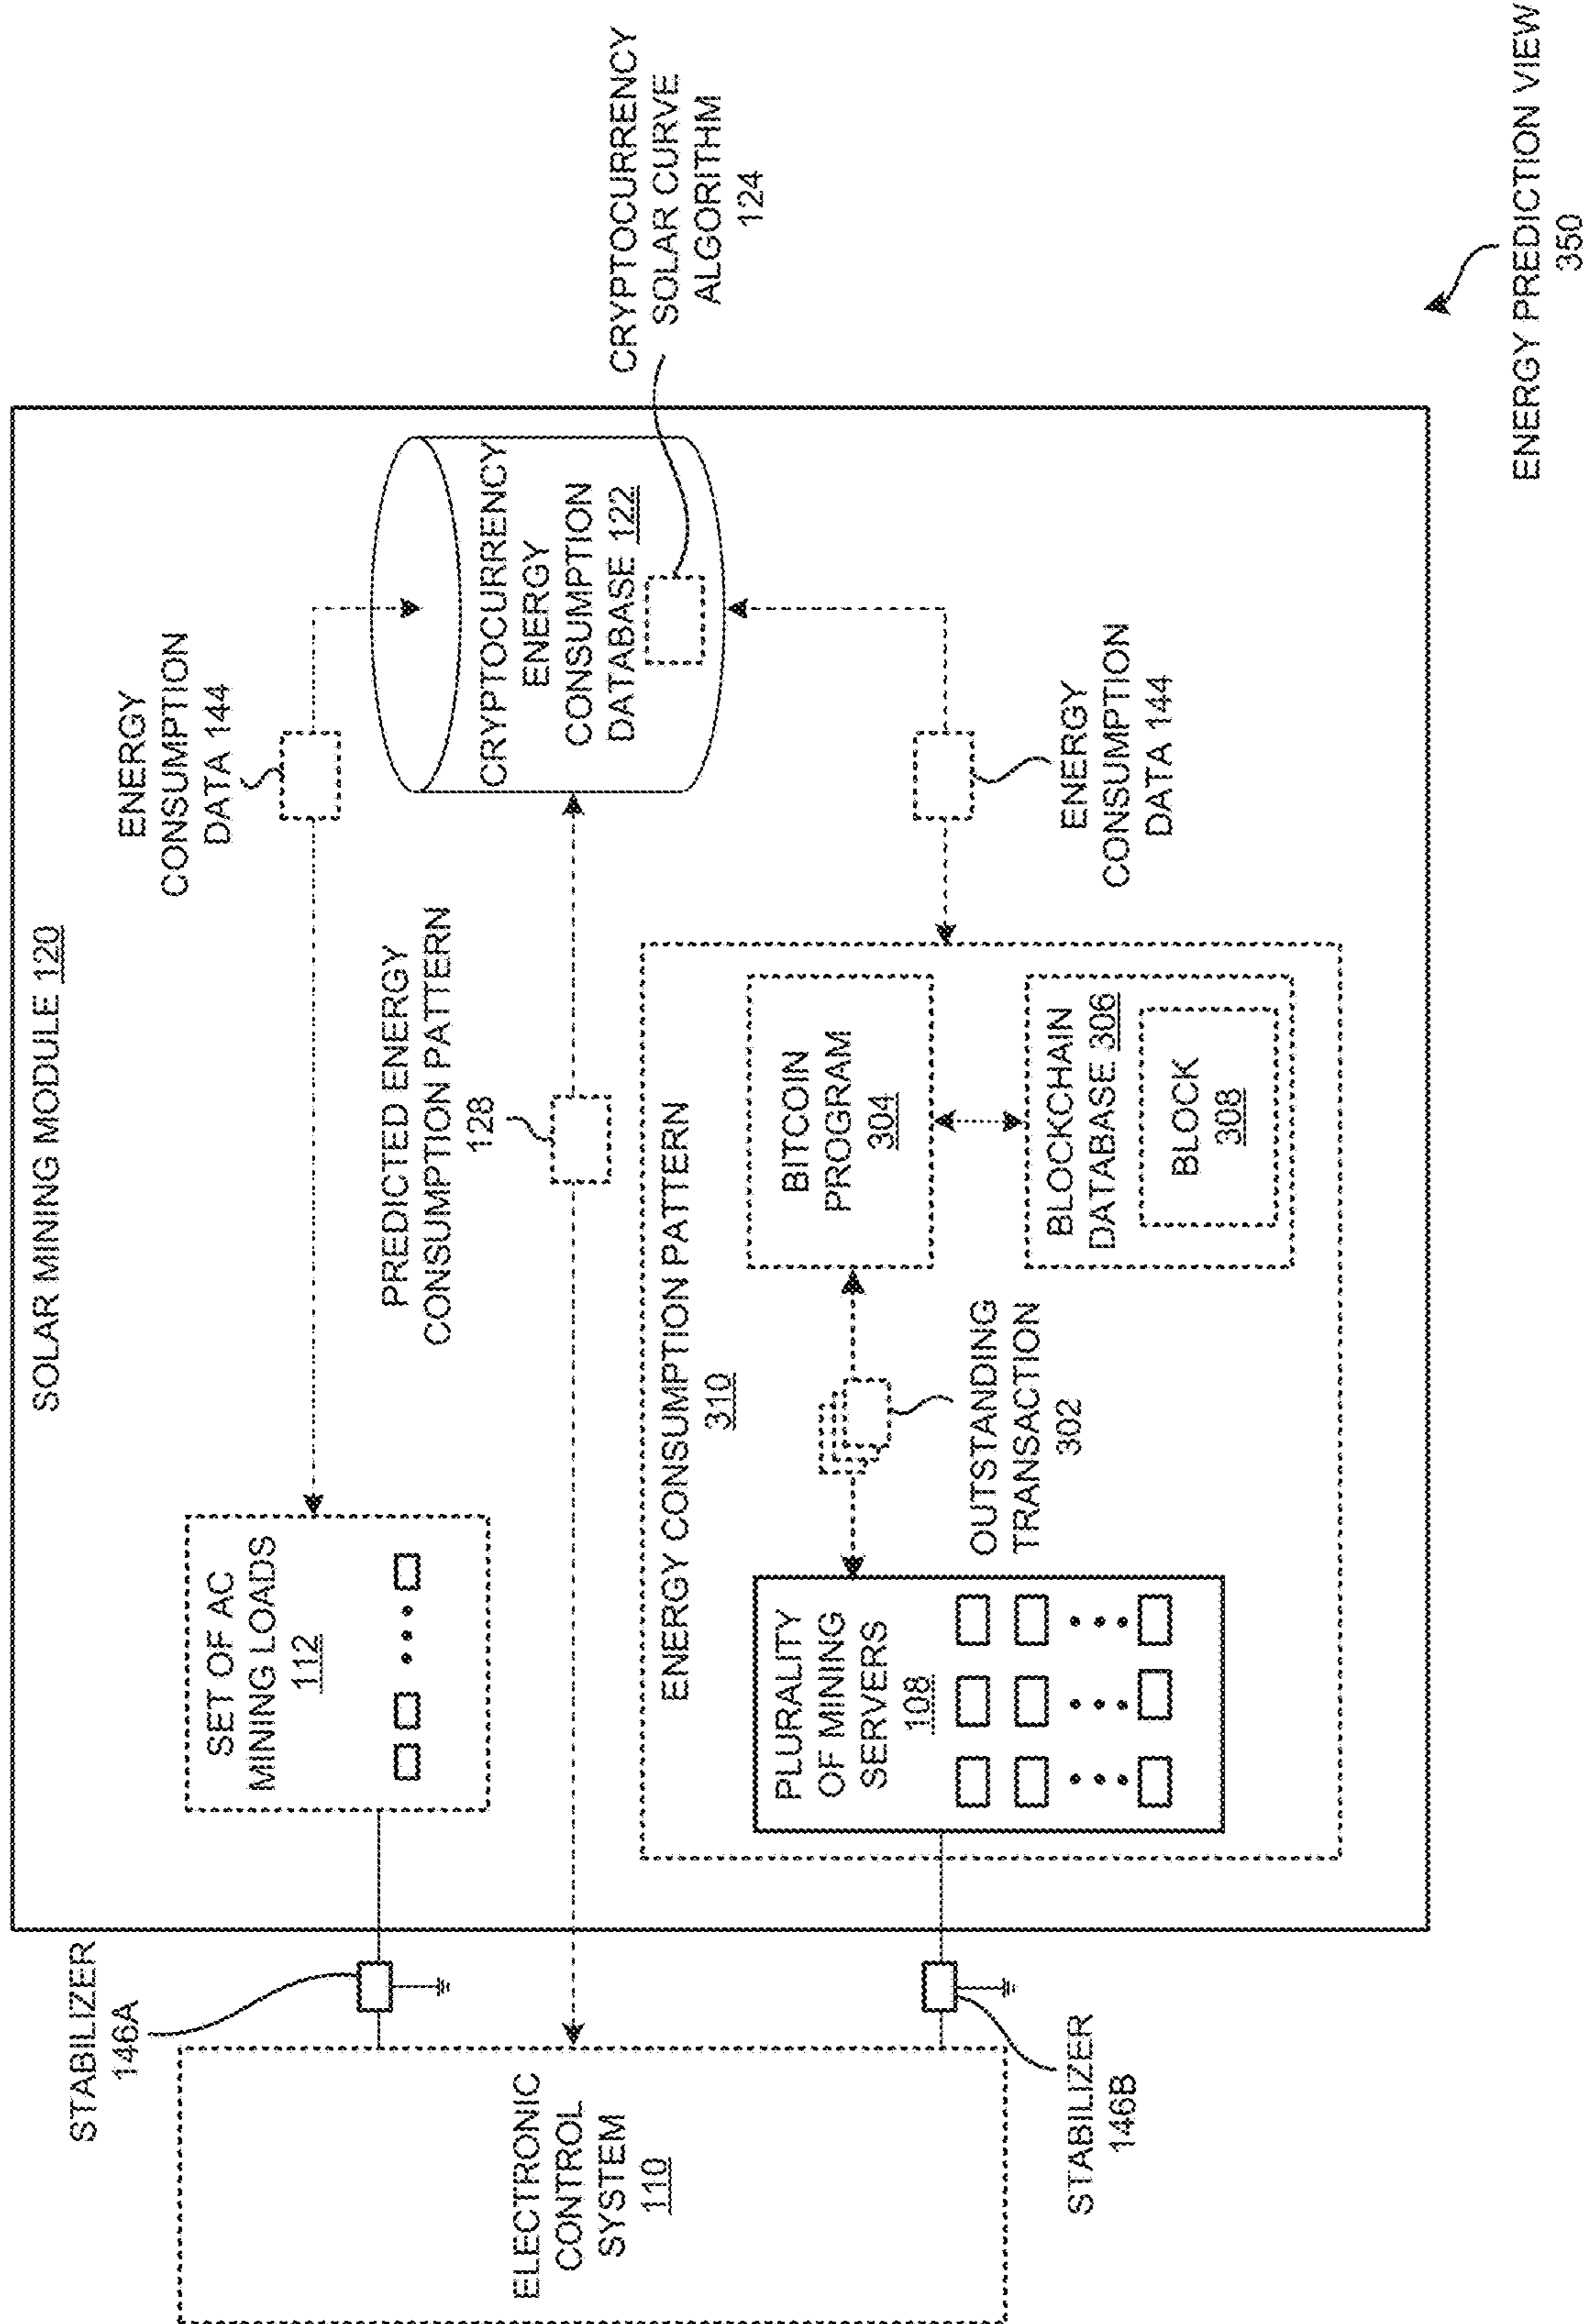 SOLAR MINING MODULE 120
STABILIZER
146A
SET OF AC
MINING LOADS
112
ENERGY
CONSUMPTION
DATA 144
PREDICTED ENERGY
CONSUMPTION PATTERN
128
CRYPTOCURRENCY
ENERGY
CONSUMPTION
DATABASE 122
CRYPTOCURRENCY
SOLAR CURVE
ALGORITHM
124
ELECTRONIC
CONTROL
SYSTEM
110
ENERGY CONSUMPTION PATTERN
310
PLURALITY
OF MINING
SERVERS
108
OUTSTANDING
TRANSACTION
302
BITCOIN
PROGRAM
304
BLOCKCHAIN
DATABASE 306
BLOCK
308
ENERGY
CONSUMPTION
DATA 144
STABILIZER
146B
ENERGY PREDICTION VIEW
350